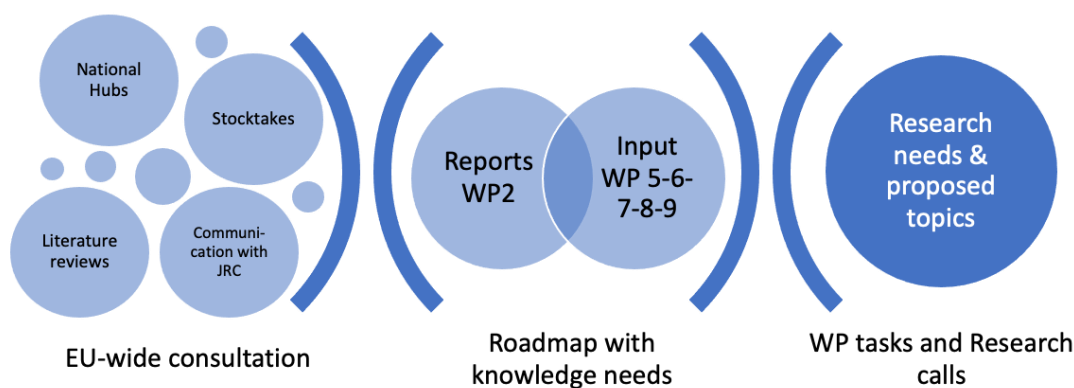 National
Hubs
Stocktakes
Literature
reviews
Communi-
cation with
JRC
EU-wide consultation
Reports
WP2
Input
WP 5-6-
7-8-9
Roadmap with
knowledge needs
Research
needs &
proposed
topics
WP tasks and Research
calls